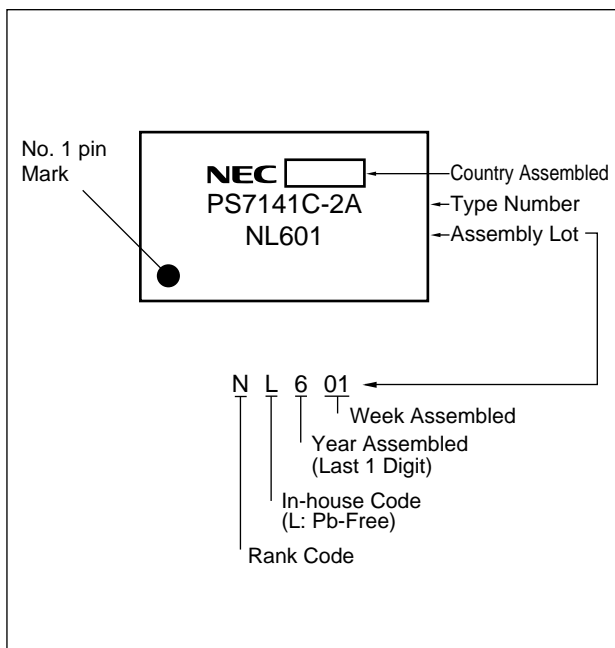 No. 1 pin
Mark
NEC
Country Assembled
PS7141C-2A
Type Number
NL601
Assembly Lot
N L 6 01
Week Assembled
Year Assembled
(Last 1 Digit)
In-house Code
(L: Pb-Free)
Rank Code